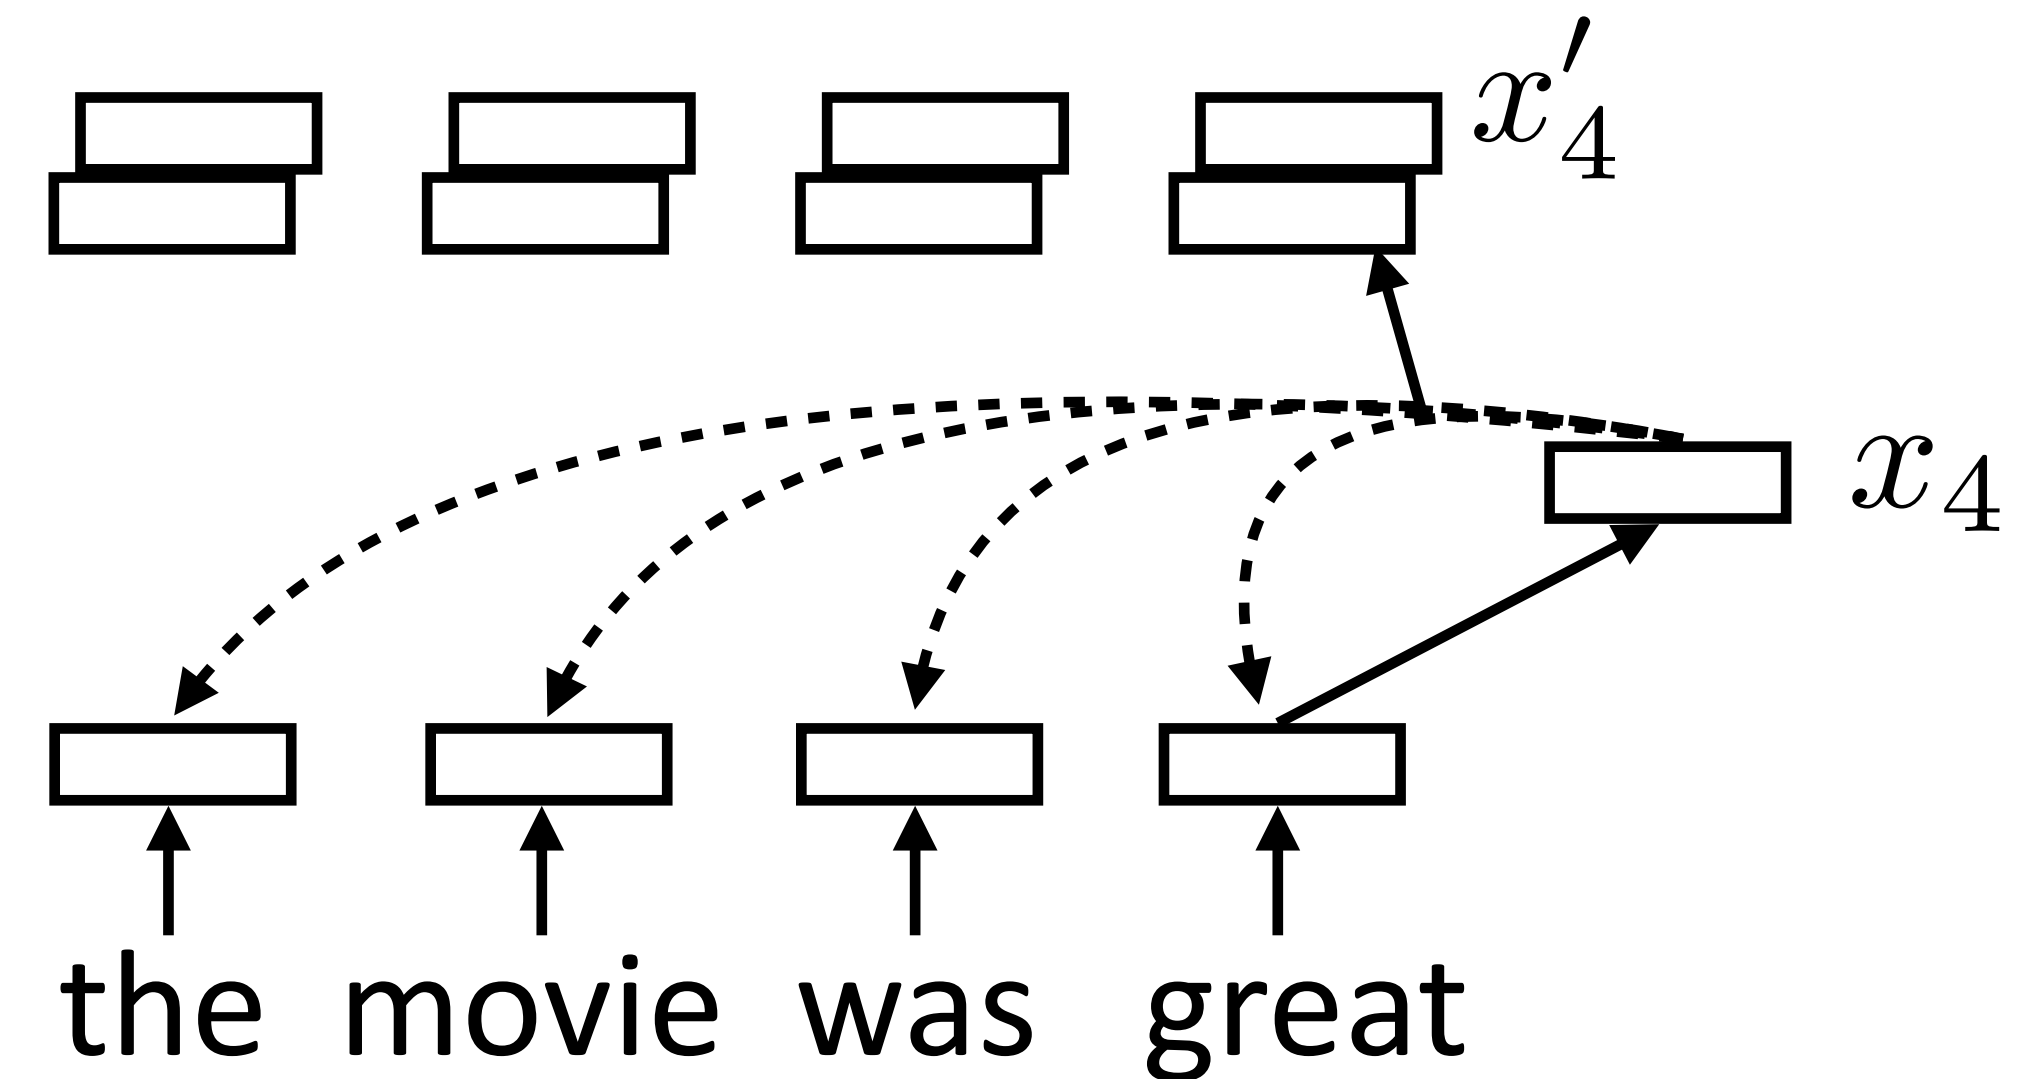 x′₄
x₄
the movie was great